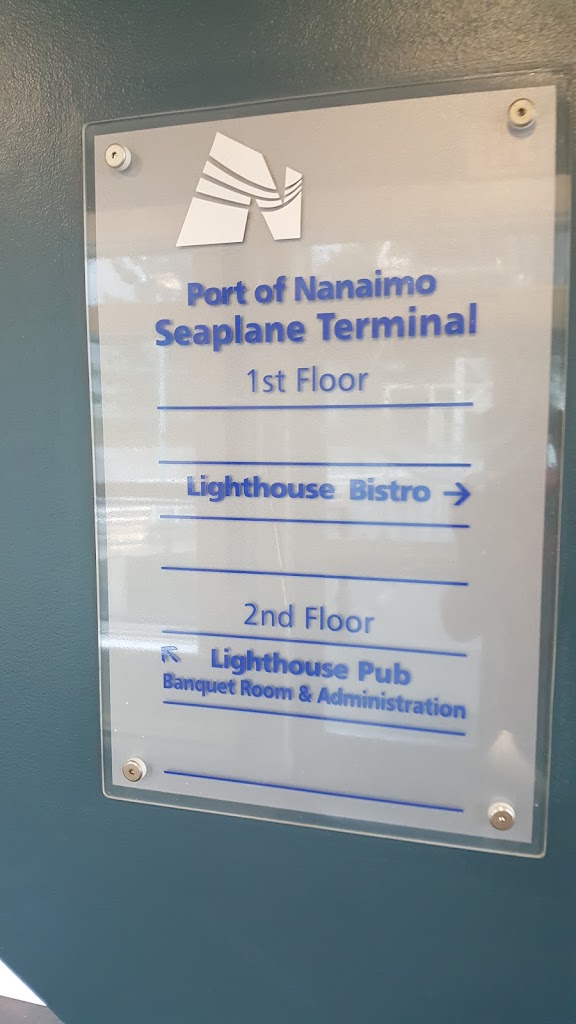 Port of Nanaimo
Seaplane Terminal
1st Floor
Lighthouse Bistro →
2nd Floor
↖ Lighthouse Pub
Banquet Room & Administration